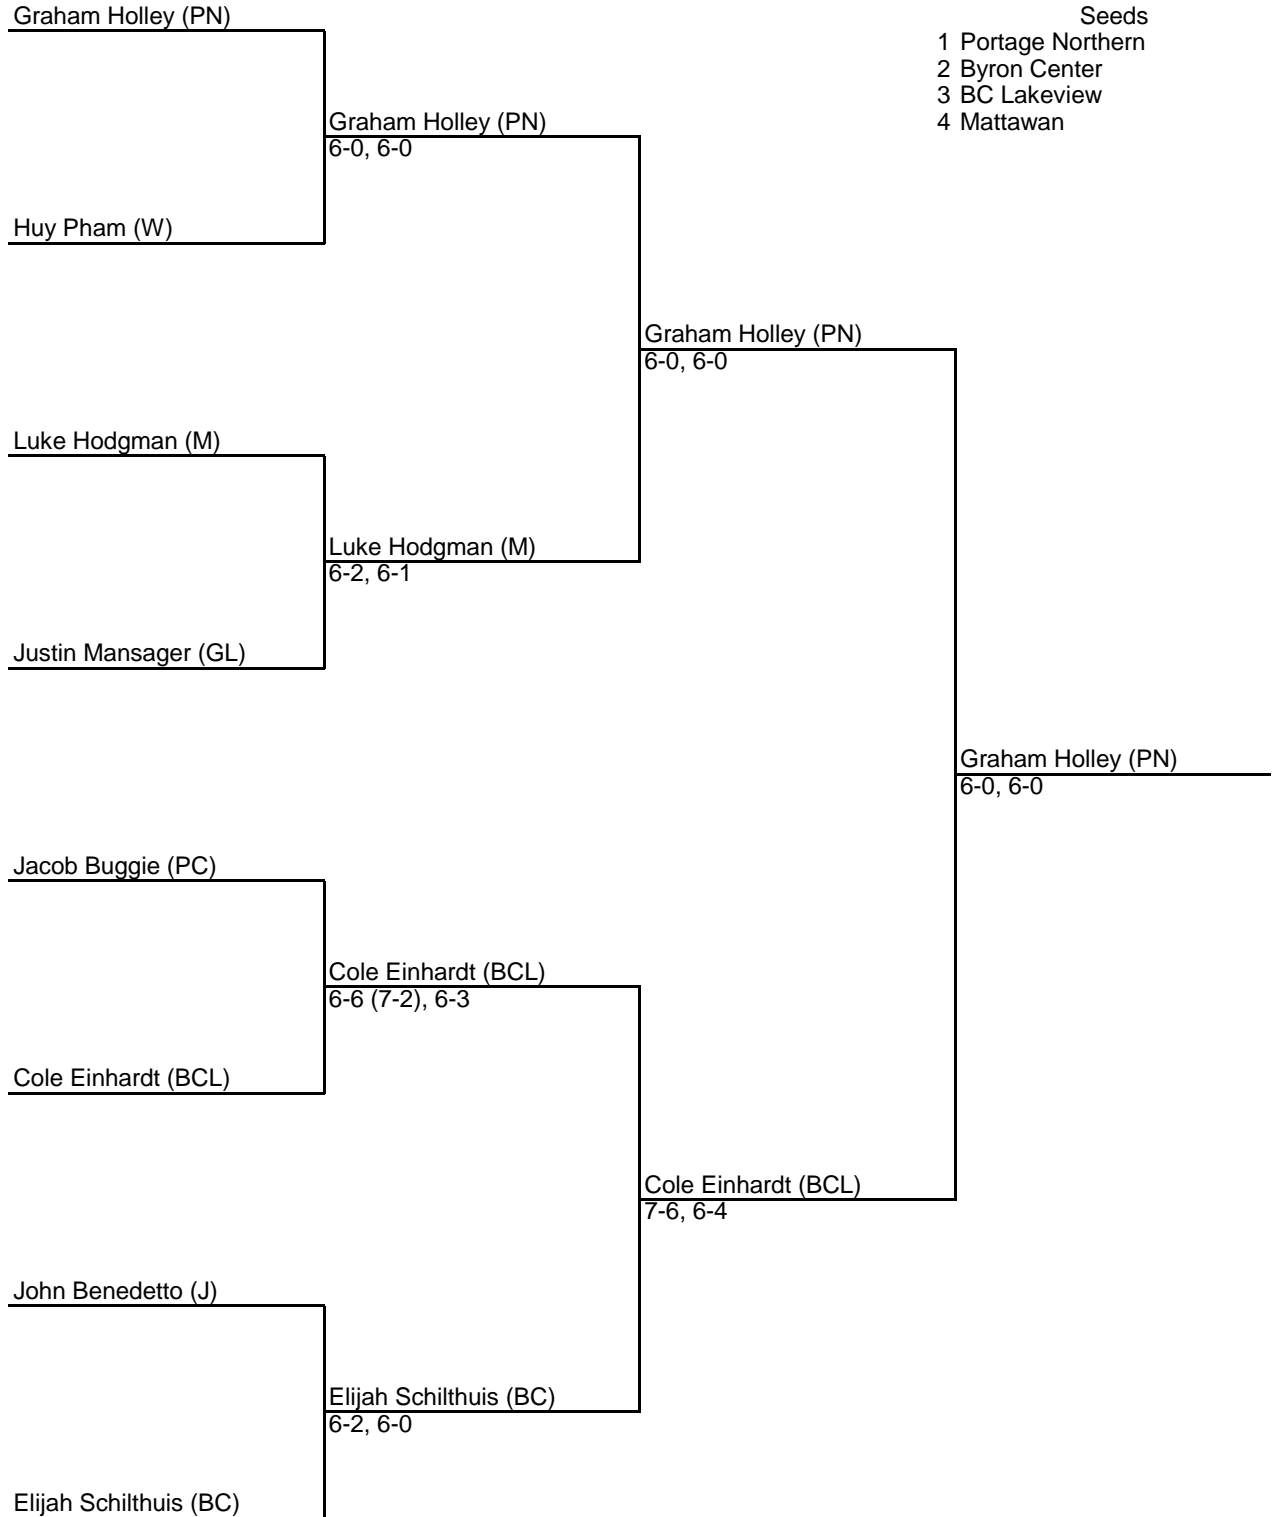 Graham Holley (PN)
Seeds
1 Portage Northern
2 Byron Center
3 BC Lakeview
4 Mattawan
Graham Holley (PN)
6-0, 6-0
Huy Pham (W)
Graham Holley (PN)
6-0, 6-0
Luke Hodgman (M)
Luke Hodgman (M)
6-2, 6-1
Justin Mansager (GL)
Graham Holley (PN)
6-0, 6-0
Jacob Buggie (PC)
Cole Einhardt (BCL)
6-6 (7-2), 6-3
Cole Einhardt (BCL)
Cole Einhardt (BCL)
7-6, 6-4
John Benedetto (J)
Elijah Schilthuis (BC)
6-2, 6-0
Elijah Schilthuis (BC)